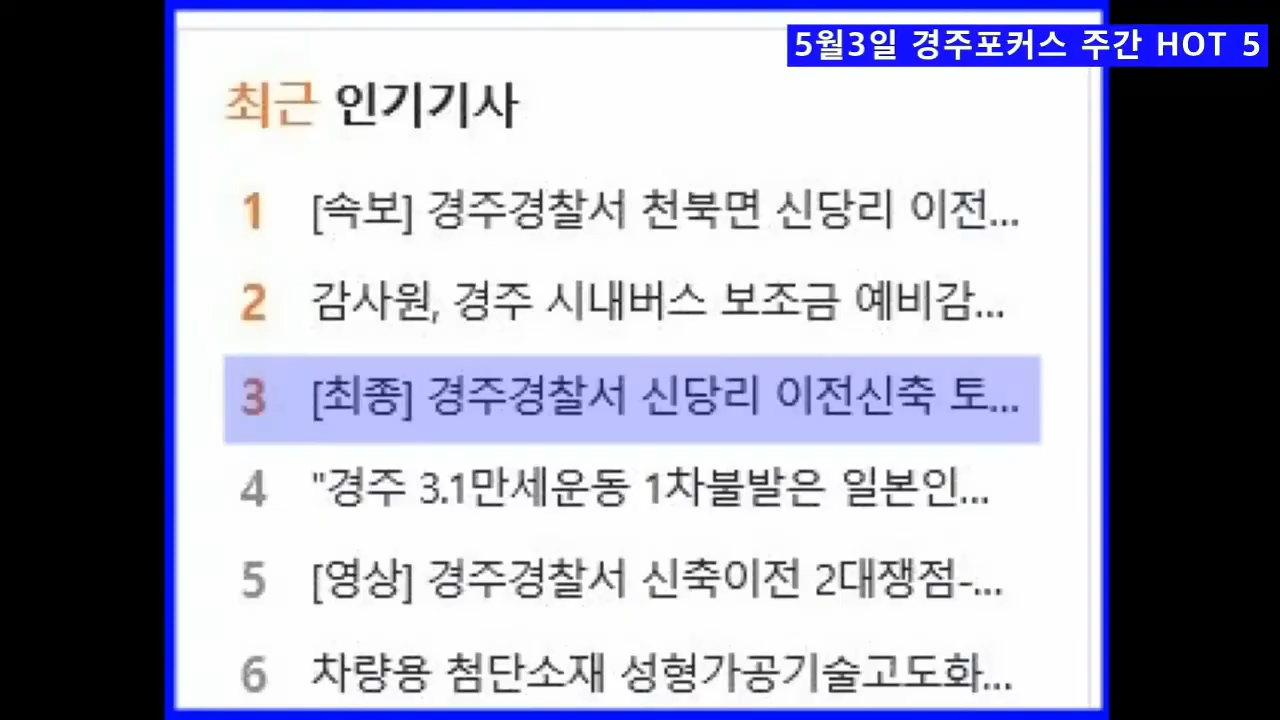 5월3일 경주포커스 주간 HOT 5
최근 인기기사
1 [속보] 경주경찰서 천북면 신당리 이전...
2 감사원, 경주 시내버스 보조금 예비감...
3 [최종] 경주경찰서 신당리 이전신축 토...
4 "경주 3.1만세운동 1차불발은 일본인...
5 [영상] 경주경찰서 신축이전 2대쟁점-...
6 차량용 첨단소재 성형가공기술고도화...